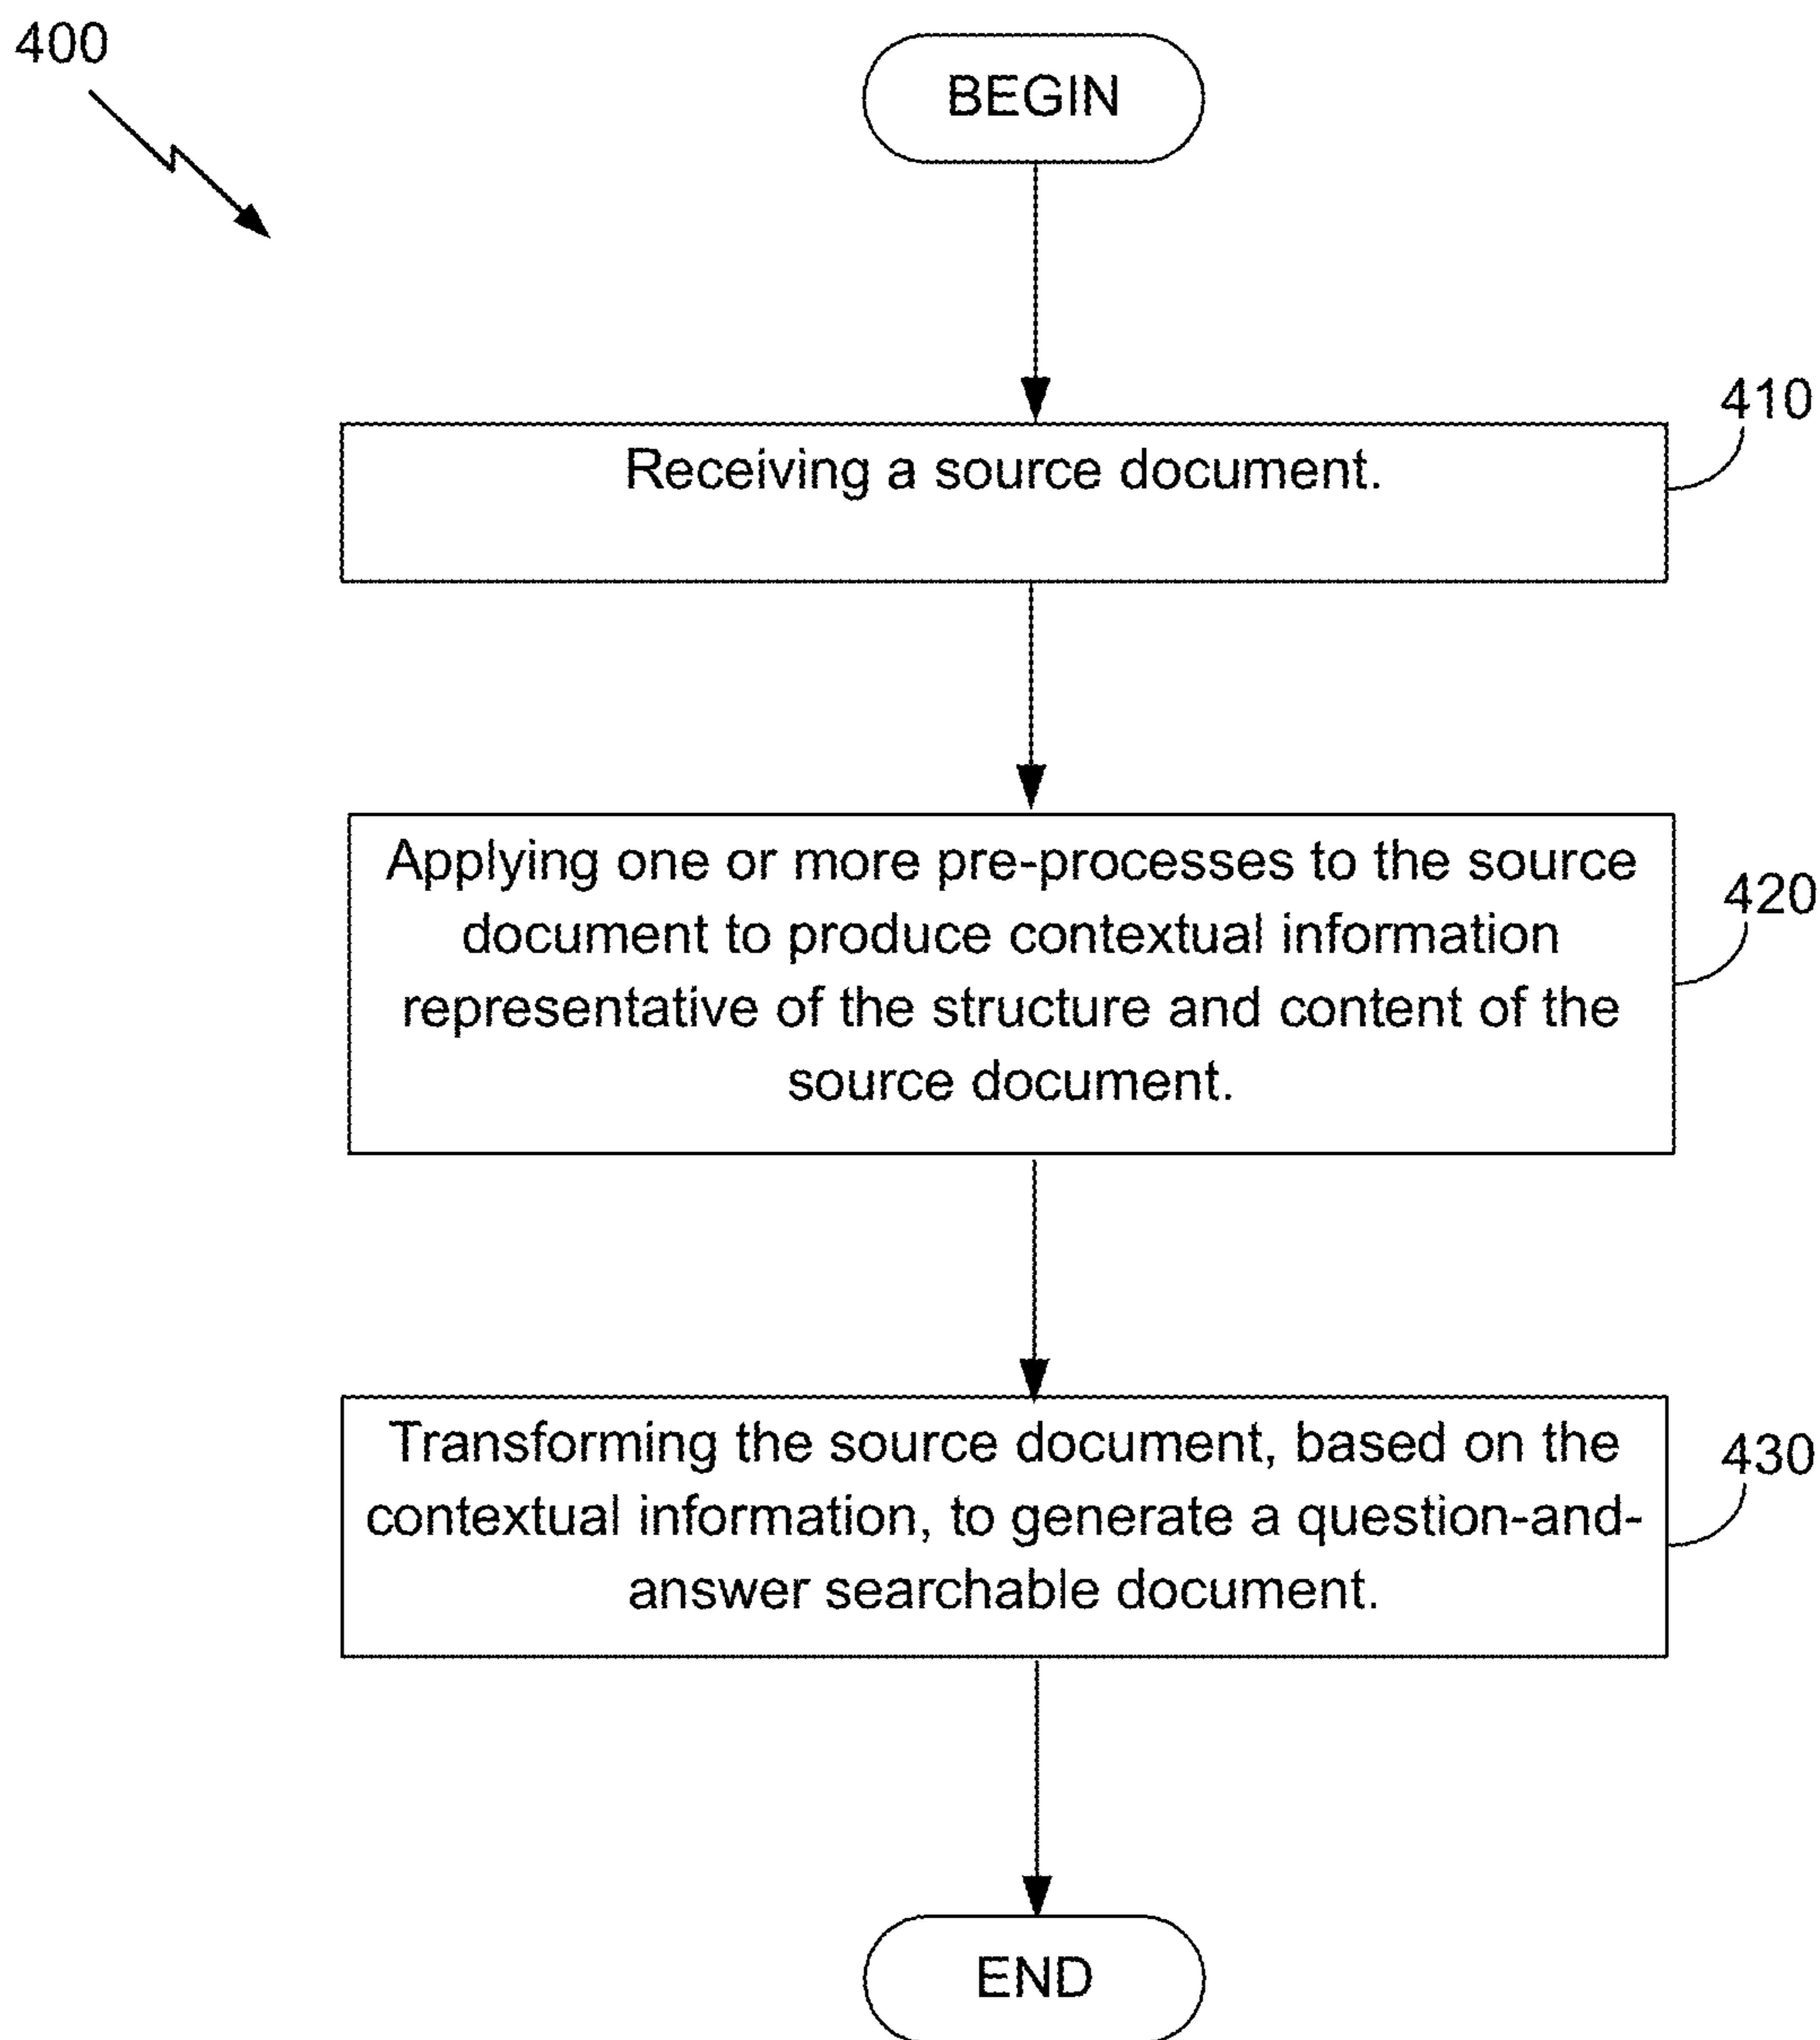 400
BEGIN
410
Receiving a source document.
Applying one or more pre-processes to the source
420
document to produce contextual information
representative of the structure and content of the
source document.
Transforming the source document, based on the
430
contextual information, to generate a question-and-
answer searchable document.
END